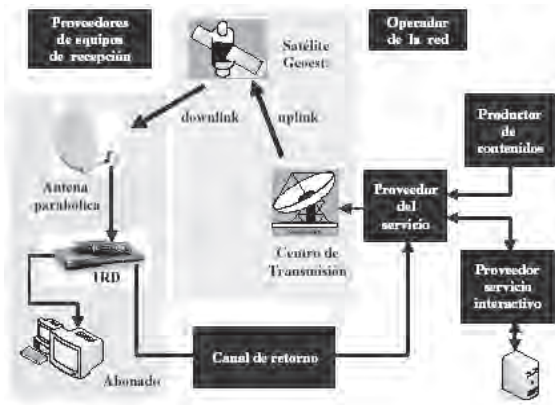 Proveedores
de equipos
de recepción
Satélite
Geoest.
Operador
de la red
downlink
uplink
Productor
de
contenidos
Antena
parabólica
Proveedor
del
servicio
Centro de
Transmisión
IRD
Proveedor
servicio
interactivo
Canal de retorno
Abonado